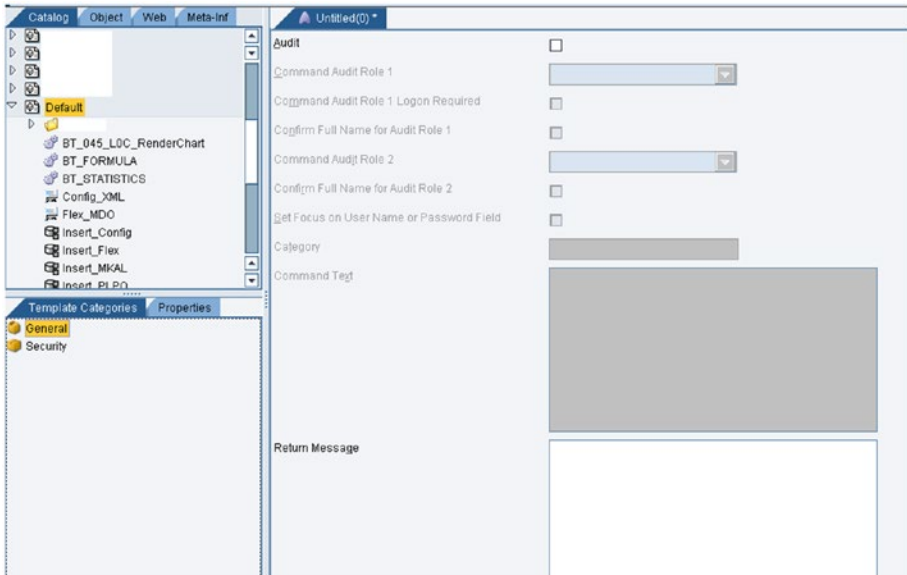 Catalog Object Web Meta-Inf
Default
BT_045_L0C_RenderChart
BT_FORMULA
BT_STATISTICS
Config_XML
Flex_MDO
Insert_Config
Insert_Flex
Insert_MKAL
Insert_PLPO
Template Categories Properties
General
Security
Untitled(0) *
Audit
Command Audit Role 1
Command Audit Role 1 Logon Required
Confirm Full Name for Audit Role 1
Command Audit Role 2
Confirm Full Name for Audit Role 2
Set Focus on User Name or Password Field
Category
Command Text
Return Message